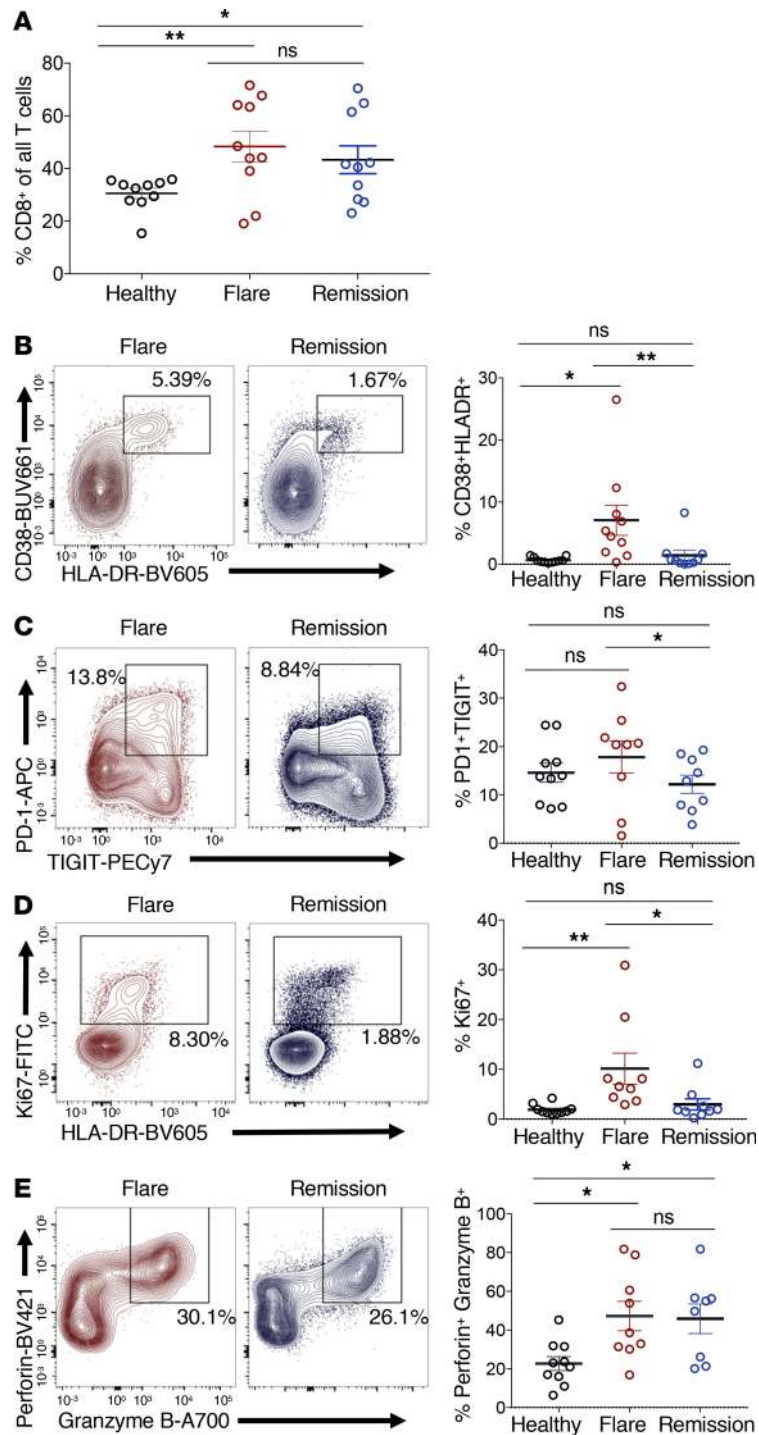 A
*
**
ns
80
60
40
20
0
% CD8+ of all T cells
Healthy Flare Remission
B
Flare Remission
5.39% 1.67%
CD38-BUV661
HLA-DR-BV605
ns
**
*
30
20
10
0
% CD38+HLADR+
Healthy Flare Remission
C
Flare Remission
13.8% 8.84%
PD-1-APC
TIGIT-PECy7
ns
*
ns
40
30
20
10
0
% PD1+TIGIT+
Healthy Flare Remission
D
Flare Remission
8.30% 1.88%
Ki67-FITC
HLA-DR-BV605
ns
*
**
40
30
20
10
0
% Ki67+
Healthy Flare Remission
E
Flare Remission
30.1% 26.1%
Perforin-BV421
Granzyme B-A700
*
*
ns
100
80
60
40
20
0
% Perforin+ Granzyme B+
Healthy Flare Remission